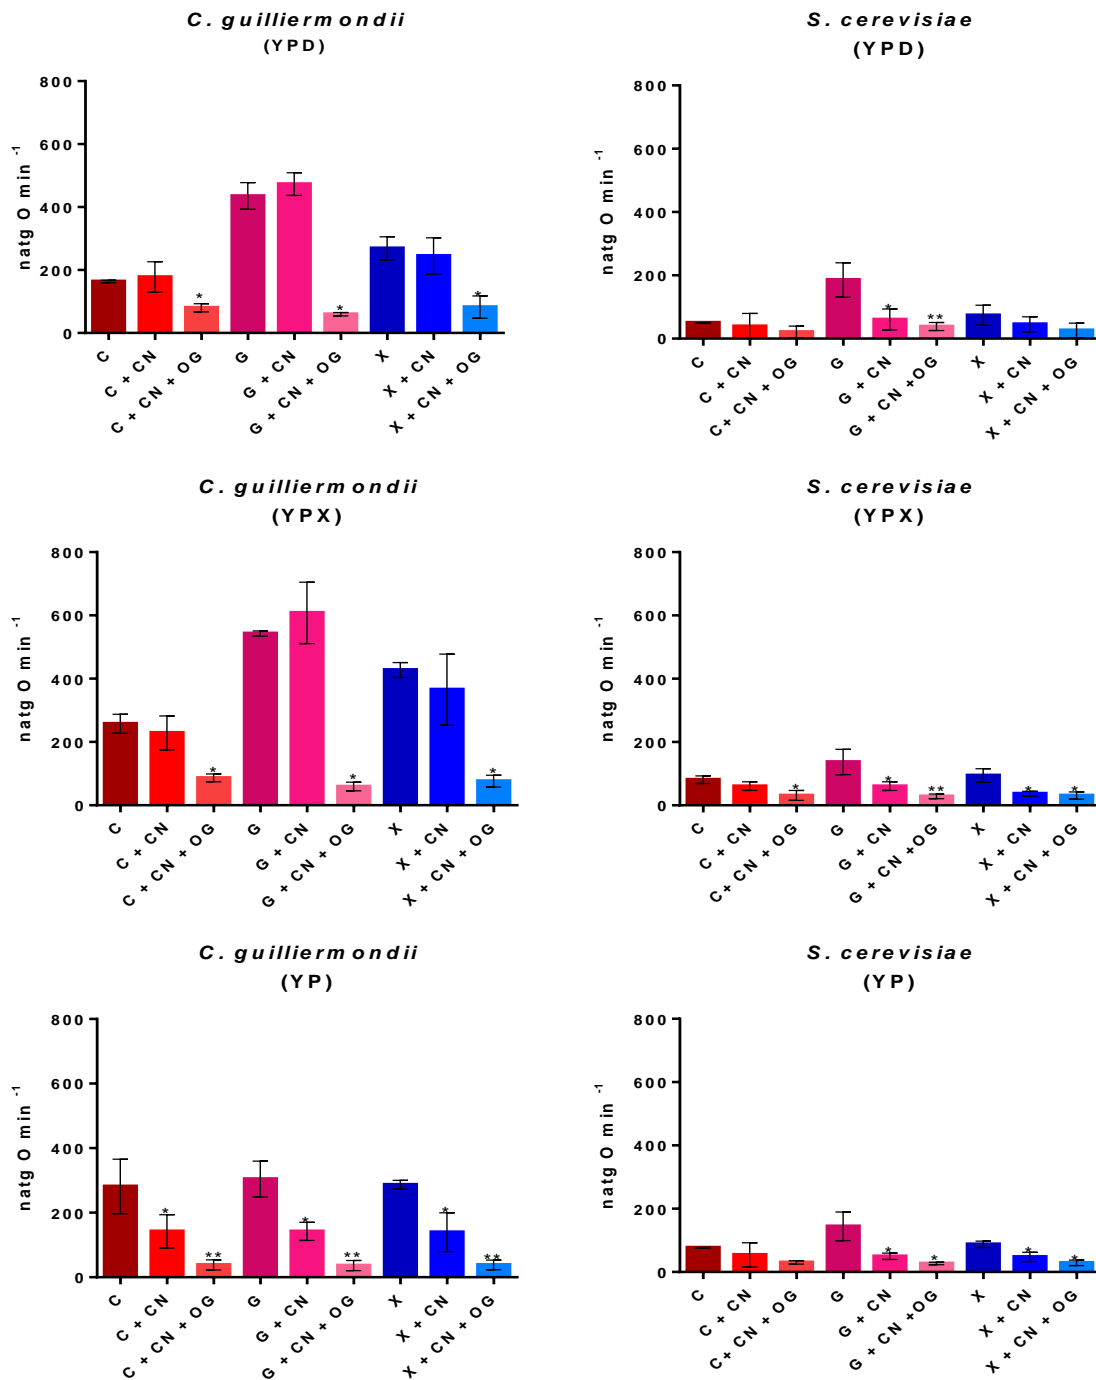 C. guilliermondii
(YPD)
natg O min -1
800
600
400
200
0
* * *
C C + CN C + CN + OG G G + CN G + CN + OG X X + CN X + CN + OG
S. cerevisiae
(YPD)
natg O min -1
800
600
400
200
0
* **
C C + CN C + CN + OG G G + CN G + CN + OG X X + CN X + CN + OG
C. guilliermondii
(YPX)
natg O min -1
800
600
400
200
0
* * *
C C + CN C + CN + OG G G + CN G + CN + OG X X + CN X + CN + OG
S. cerevisiae
(YPX)
natg O min -1
800
600
400
200
0
* * ** * *
C C + CN C + CN + OG G G + CN G + CN + OG X X + CN X + CN + OG
C. guilliermondii
(YP)
natg O min -1
800
600
400
200
0
* ** * ** * **
C C + CN C + CN + OG G G + CN G + CN + OG X X + CN X + CN + OG
S. cerevisiae
(YP)
natg O min -1
800
600
400
200
0
* * * *
C C + CN C + CN + OG G G + CN G + CN + OG X X + CN X + CN + OG